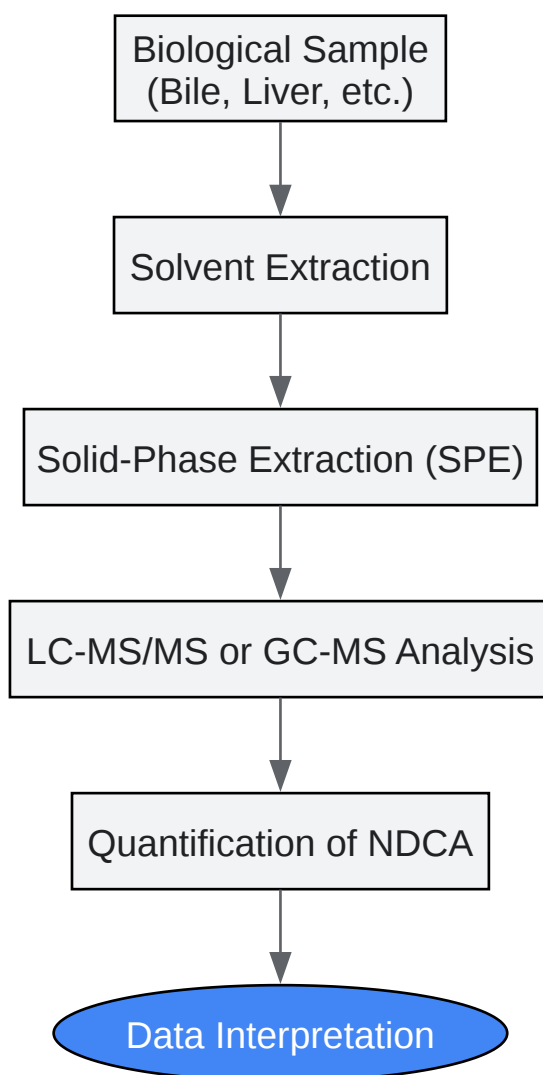 Biological Sample
(Bile, Liver, etc.)
Solvent Extraction
Solid-Phase Extraction (SPE)
LC-MS/MS or GC-MS Analysis
Quantification of NDCA
Data Interpretation